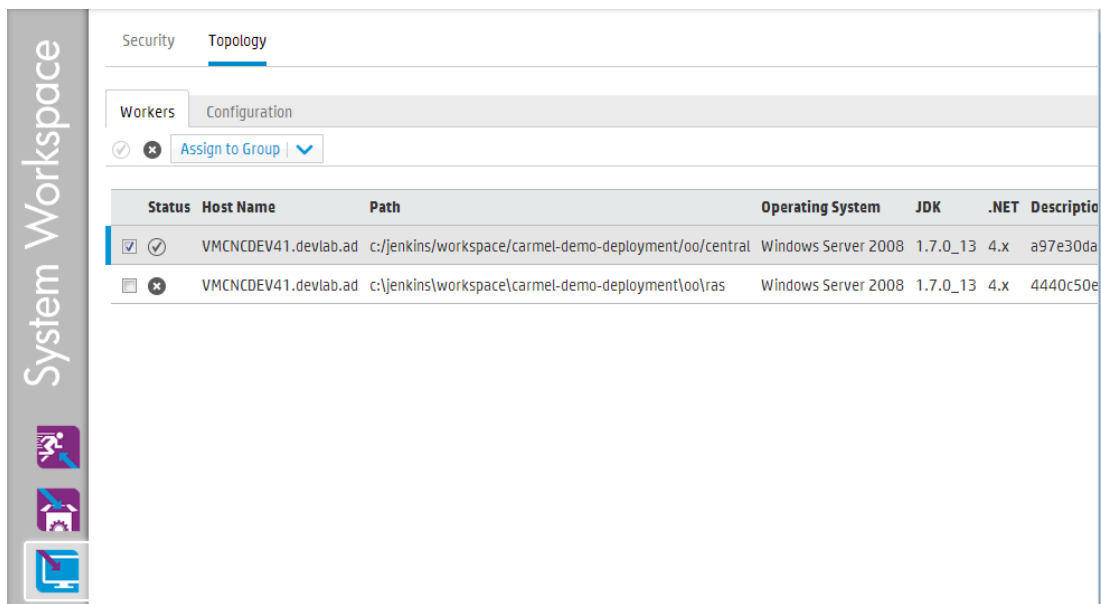 System Workspace
Security Topology
Workers Configuration
Assign to Group
Status Host Name Path Operating System JDK .NET Descriptio
VMCNCDEV41.devlab.ad c:/jenkins/workspace/carmel-demo-deployment/oo/central Windows Server 2008 1.7.0_13 4.x a97e30da
VMCNCDEV41.devlab.ad c:\jenkins\workspace\carmel-demo-deployment\oo\ras Windows Server 2008 1.7.0_13 4.x 4440c50e